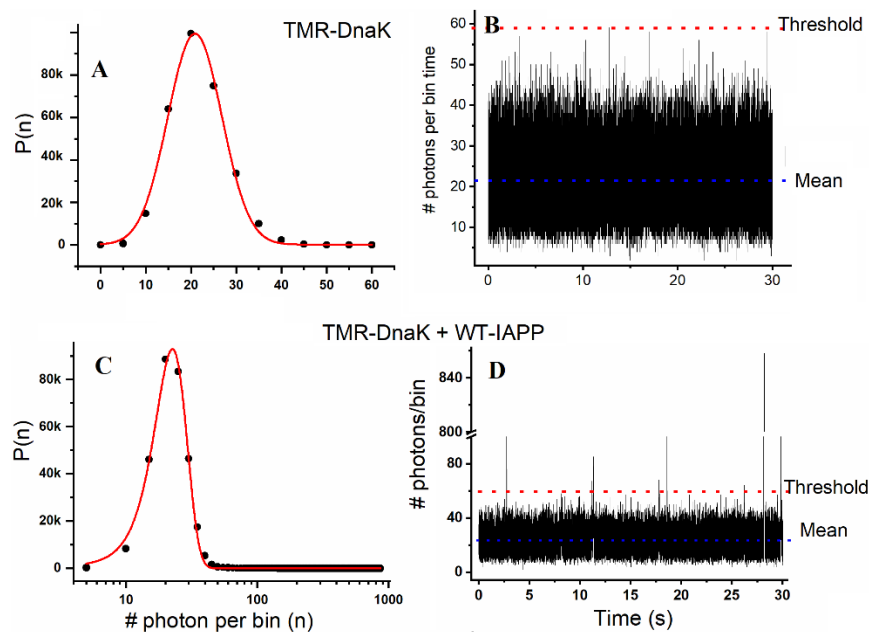 TMR-DnaK
A
P(n)
100k
80k
60k
40k
20k
0
0 10 20 30 40 50 60
B
# photons per bin time
60
50
40
30
20
10
0 10 20 30
Threshold
Mean
TMR-DnaK + WT-IAPP
C
P(n)
80k
60k
40k
20k
0
10 100 1000
# photon per bin (n)
D
# photons/bin
840
800
80
60
40
20
0
0 5 10 15 20 25 30
Time (s)
Threshold
Mean